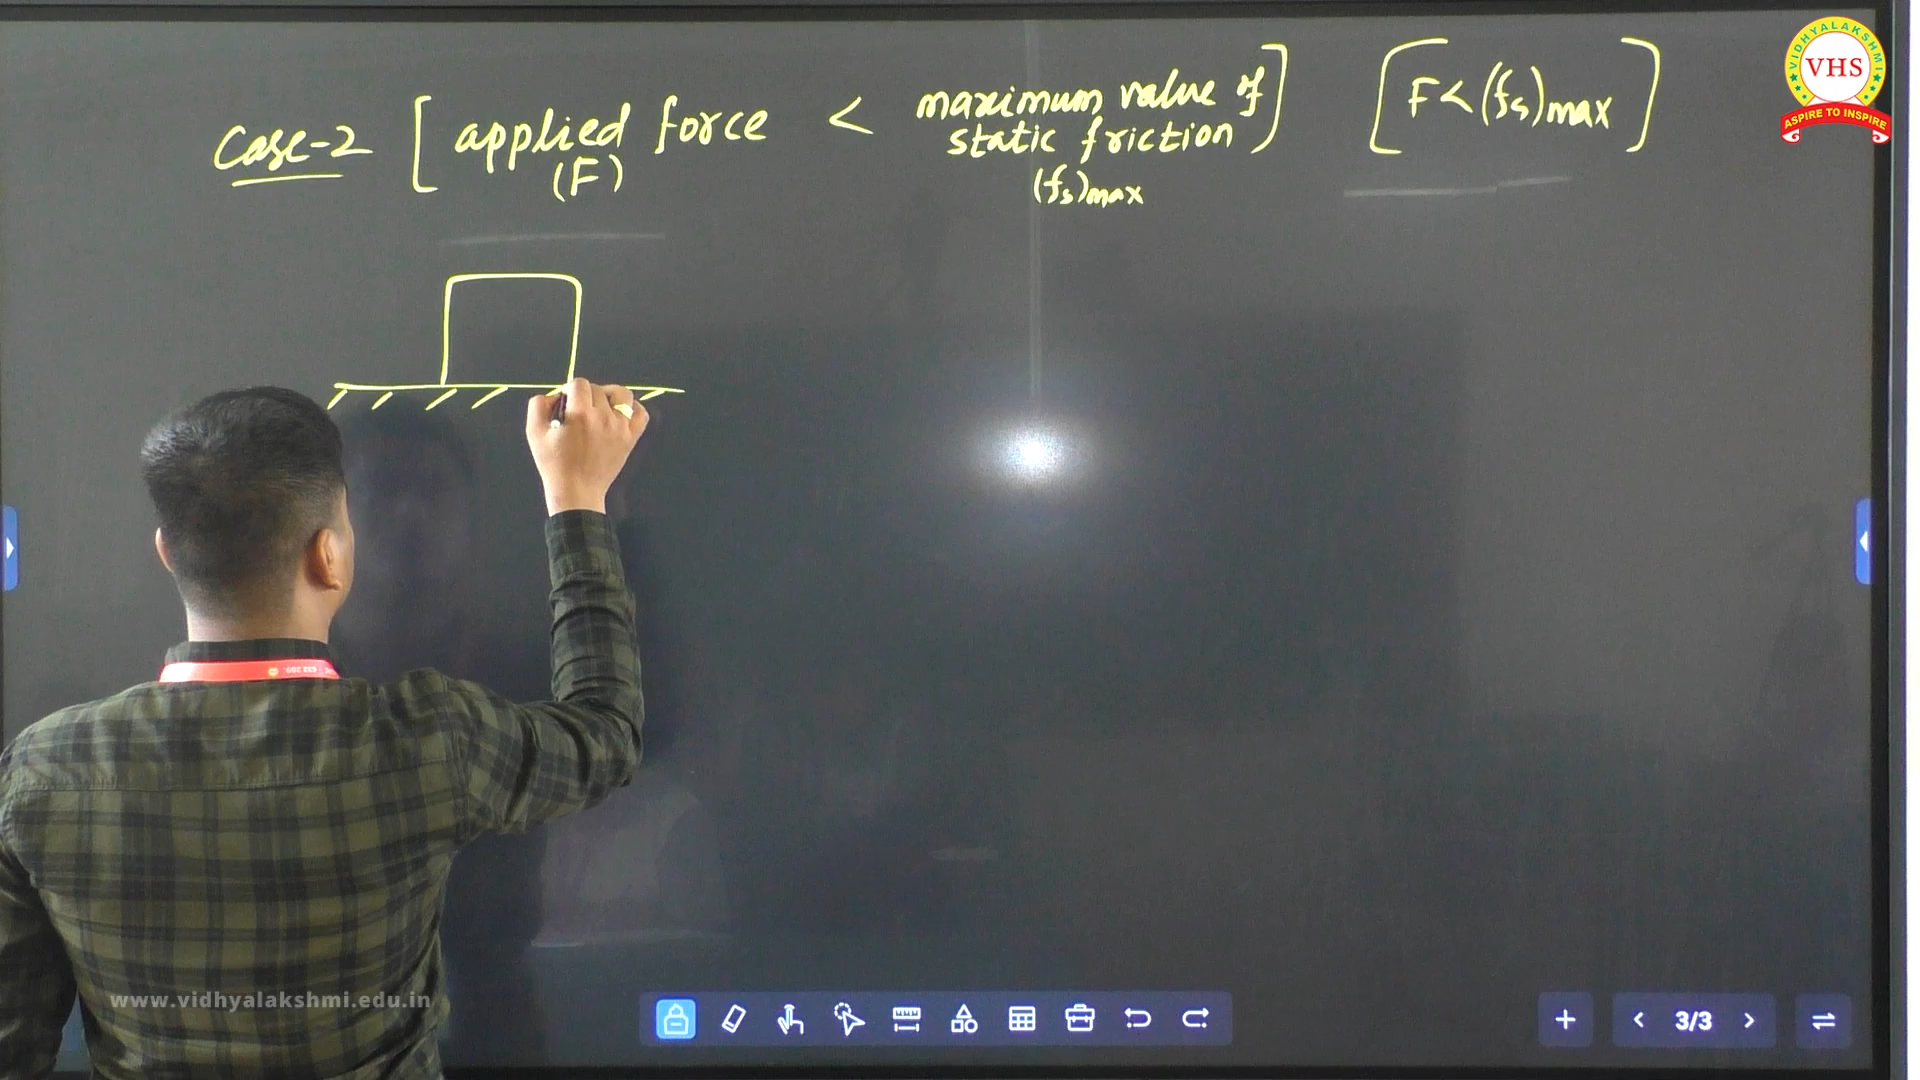 Case-2 [ applied force < maximum value of static friction ] [ F < (fs)max ]
(F)
(fs)max
VIDHYALAKSHMI
VHS
ASPIRE TO INSPIRE
www.vidhyalakshmi.edu.in
3/3